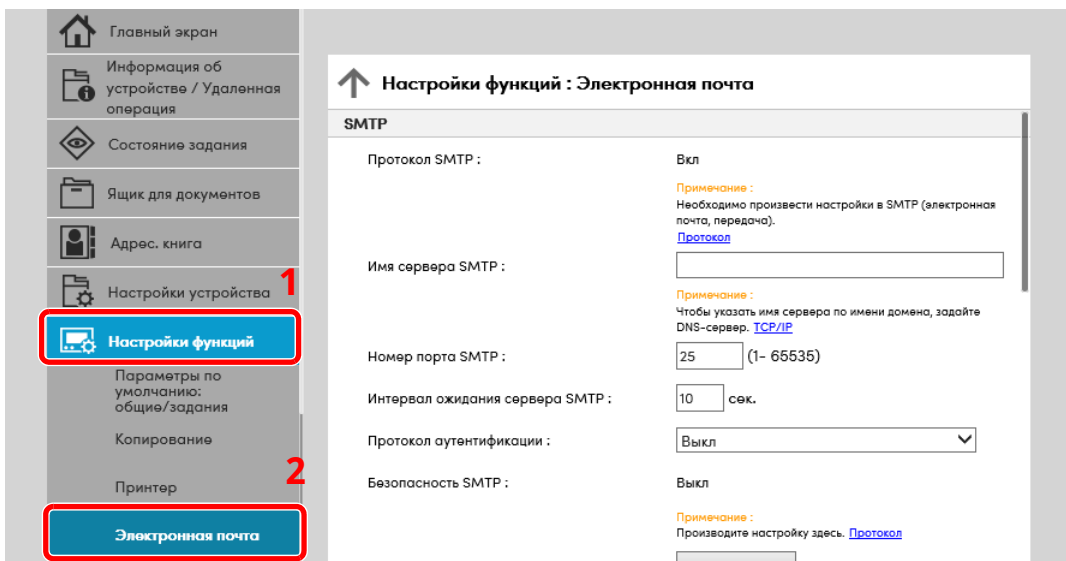 Главный экран
Информация об
устройстве / Удаленная
операция
Состояние задания
Ящик для документов
Адрес. книга
Настройки устройства
1
Настройки функций
Параметры по
умолчанию:
общие/задания
Копирование
Принтер
2
Электронная почта
Настройки функций : Электронная почта
SMTP
Протокол SMTP :
Вкл
Примечание :
Необходимо произвести настройки в SMTP (электронная
почта, передача).
Протокол
Имя сервера SMTP :
Примечание :
Чтобы указать имя сервера по имени домена, задайте
DNS-сервер. TCP/IP
Номер порта SMTP :
25 (1- 65535)
Интервал ожидания сервера SMTP :
10 сек.
Протокол аутентификации :
Выкл
Безопасность SMTP :
Выкл
Примечание :
Производите настройку здесь. Протокол